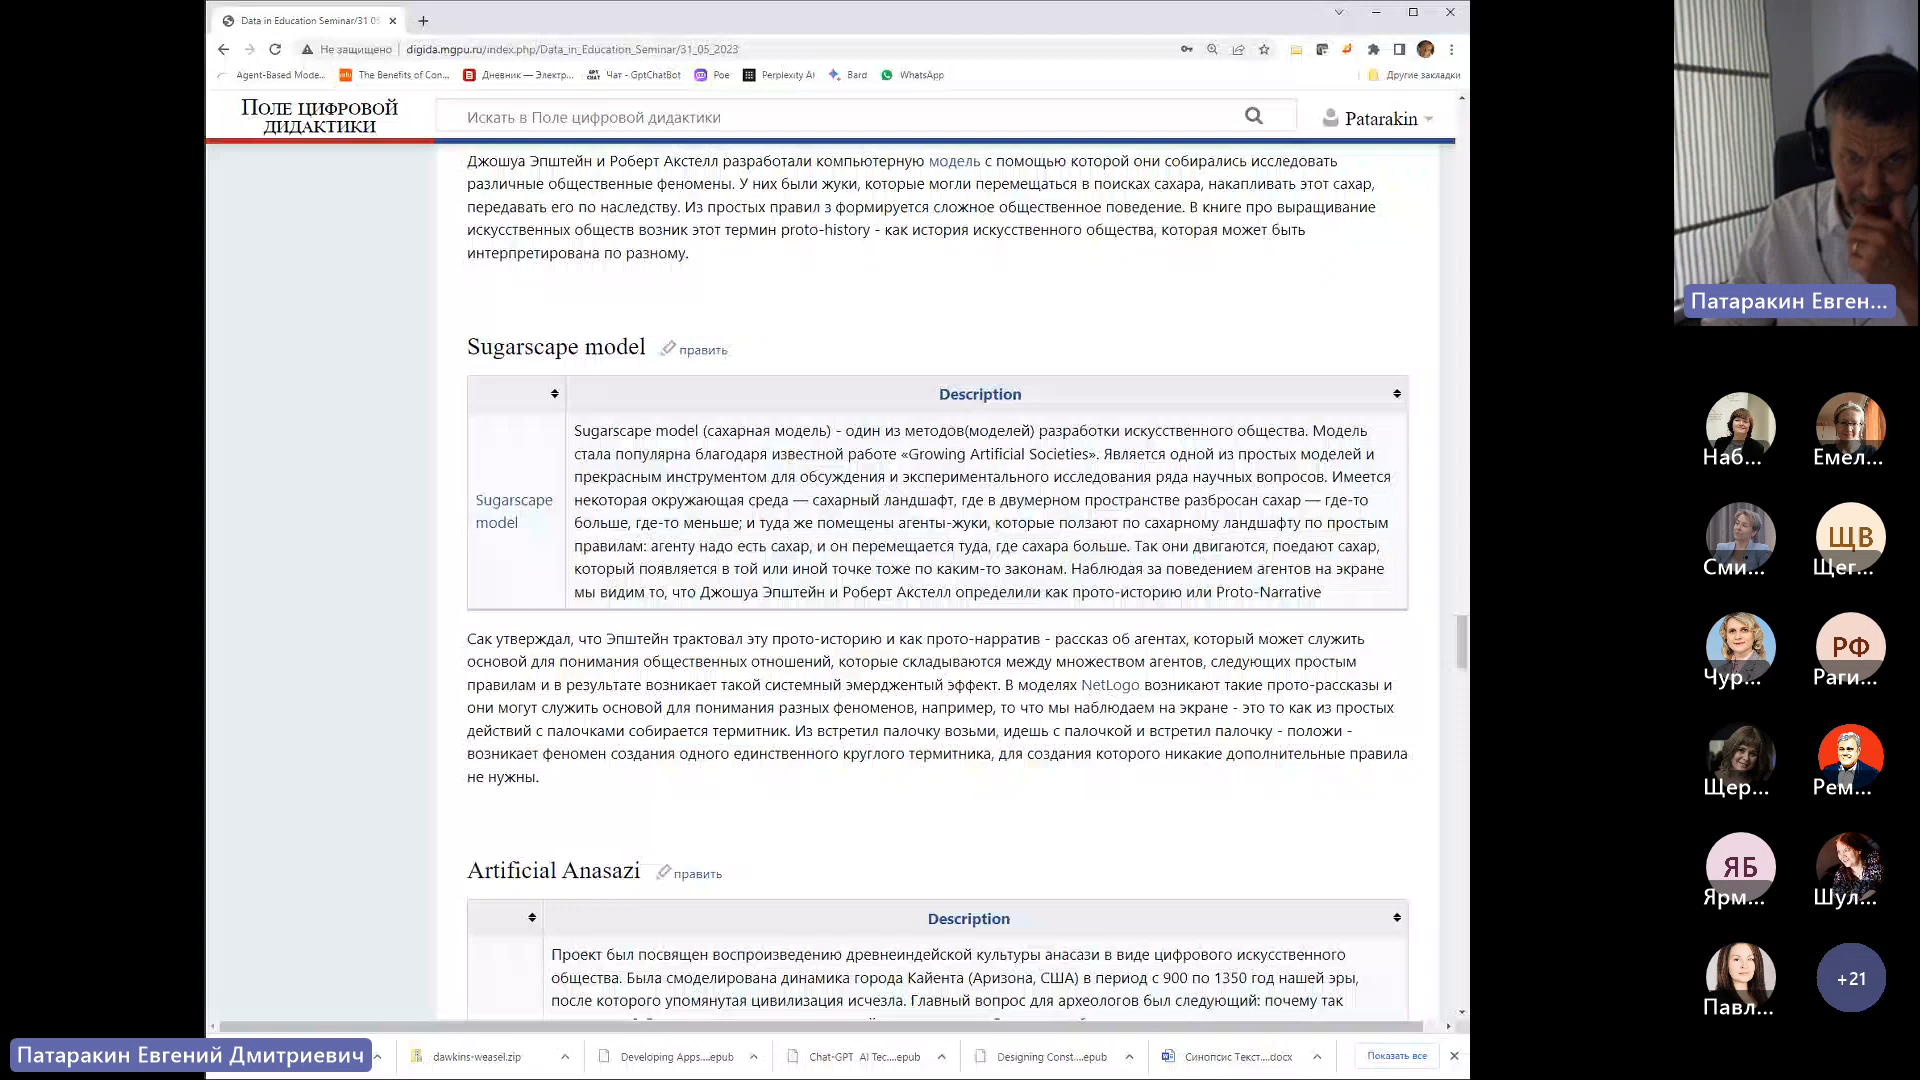 Data in Education Seminar/31 05
Не защищено
digida.mgpu.ru/index.php/Data_in_Education_Seminar/31_05_2023
Agent-Based Mode...
The Benefits of Con...
Дневник — Электр...
Чат - GptChatBot
Poe
Perplexity AI
Bard
WhatsApp
Другие закладки
Поле цифровой
дидактики
Искать в Поле цифровой дидактики
Patarakin
Джошуа Эпштейн и Роберт Акстелл разработали компьютерную модель с помощью которой они собирались исследовать
различные общественные феномены. У них были жуки, которые могли перемещаться в поисках сахара, накапливать этот сахар,
передавать его по наследству. Из простых правил з формируется сложное общественное поведение. В книге про выращивание
искусственных обществ возник этот термин proto-history - как история искусственного общества, которая может быть
интерпретирована по разному.
Sugarscape model
править
Description
Sugarscape model
Sugarscape model (сахарная модель) - один из методов(моделей) разработки искусственного общества. Модель
стала популярна благодаря известной работе «Growing Artificial Societies». Является одной из простых моделей и
прекрасным инструментом для обсуждения и экспериментального исследования ряда научных вопросов. Имеется
некоторая окружающая среда — сахарный ландшафт, где в двумерном пространстве разбросан сахар — где-то
больше, где-то меньше; и туда же помещены агенты-жуки, которые ползают по сахарному ландшафту по простым
правилам: агенту надо есть сахар, и он перемещается туда, где сахара больше. Так они двигаются, поедают сахар,
который появляется в той или иной точке тоже по каким-то законам. Наблюдая за поведением агентов на экране
мы видим то, что Джошуа Эпштейн и Роберт Акстелл определили как прото-историю или Proto-Narrative
Сак утверждал, что Эпштейн трактовал эту прото-историю и как прото-нарратив - рассказ об агентах, который может служить
основой для понимания общественных отношений, которые складываются между множеством агентов, следующих простым
правилам и в результате возникает такой системный эмерджентый эффект. В моделях NetLogo возникают такие прото-рассказы и
они могут служить основой для понимания разных феноменов, например, то что мы наблюдаем на экране - это то как из простых
действий с палочками собирается термитник. Из встретил палочку возьми, идешь с палочкой и встретил палочку - положи -
возникает феномен создания одного единственного круглого термитника, для создания которого никакие дополнительные правила
не нужны.
Artificial Anasazi
править
Description
Проект был посвящен воспроизведению древнеиндейской культуры анасази в виде цифрового искусственного
общества. Была смоделирована динамика города Кайента (Аризона, США) в период с 900 по 1350 год нашей эры,
после которого упомянутая цивилизация исчезла. Главный вопрос для археологов был следующий: почему так
dawkins-weasel.zip
Developing Apps....epub
Chat-GPT AI Tec....epub
Designing Const....epub
Синопсис Текст....docx
Показать все
Патаракин Евгений Дмитриевич
Патаракин Евген...
Наб...
Емел...
Сми...
ЩВ
Щег...
Чур...
РФ
Раги...
Щер...
Рем...
ЯБ
Ярм...
Шул...
Павл...
+21